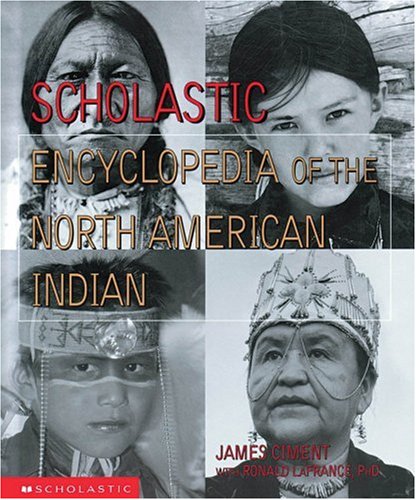 SCHOLASTIC
ENCYCLOPEDIA OF THE
NORTH AMERICAN
INDIAN
JAMES CIMENT
WITH RONALD LAFRANCE, PHD
SCHOLASTIC